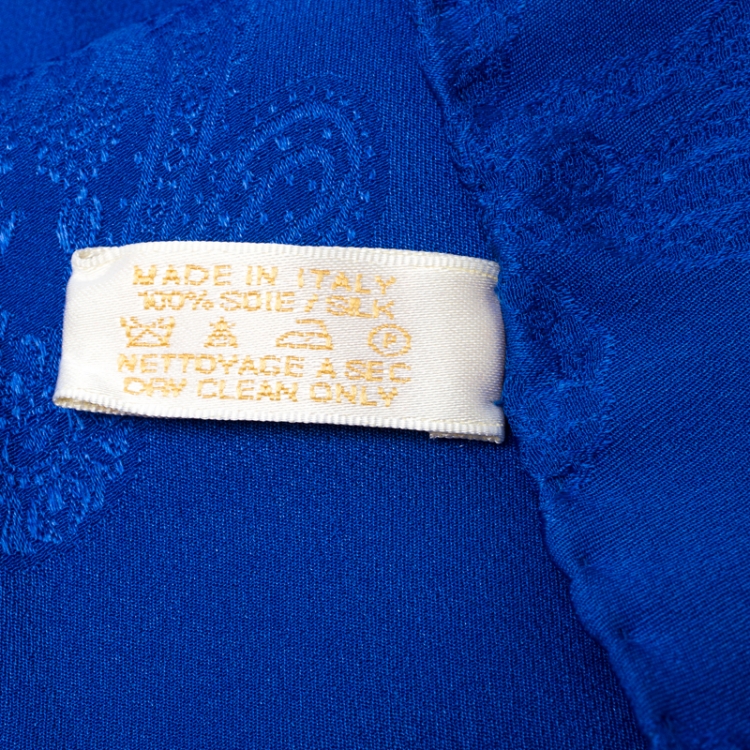 MADE IN ITALY
100% SOIE / SILK
P
NETTOYAGE A SEC
DRY CLEAN ONLY